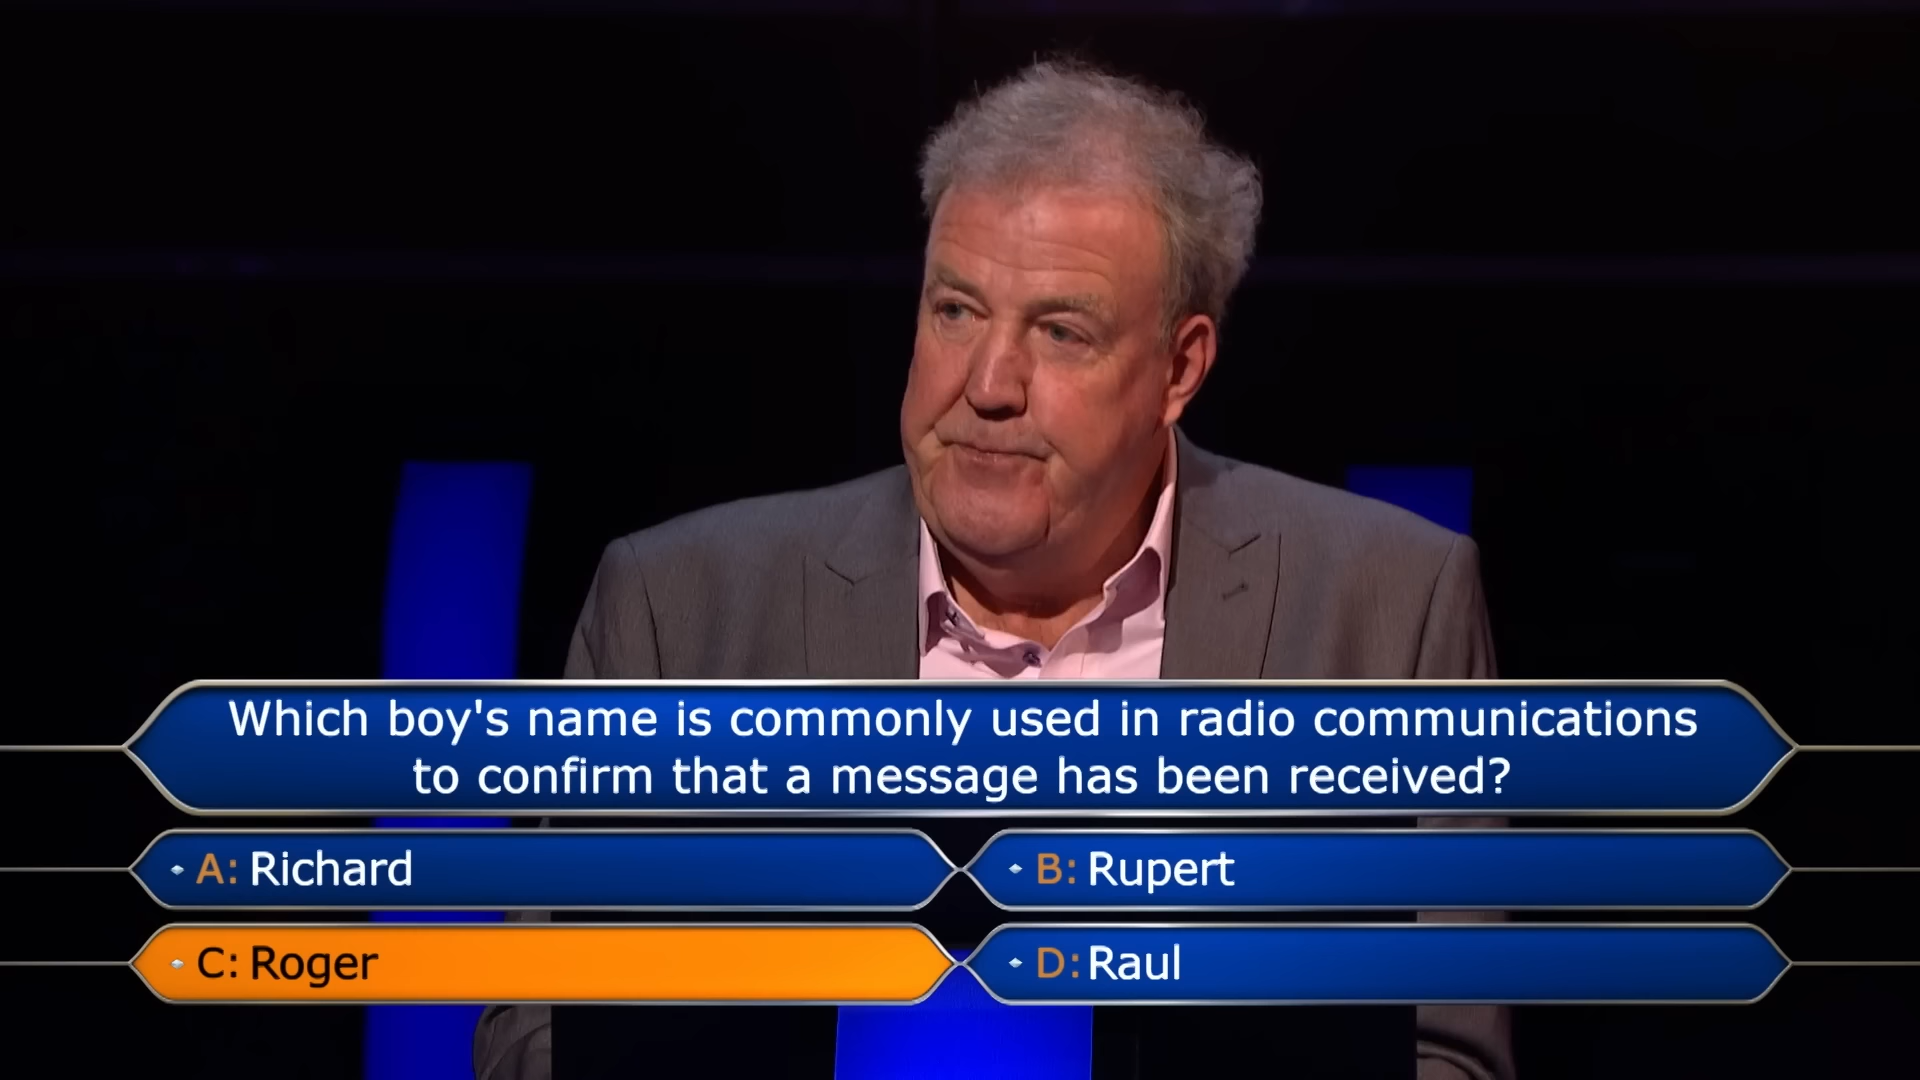 Which boy's name is commonly used in radio communications
to confirm that a message has been received?
A: Richard
B: Rupert
C: Roger
D: Raul